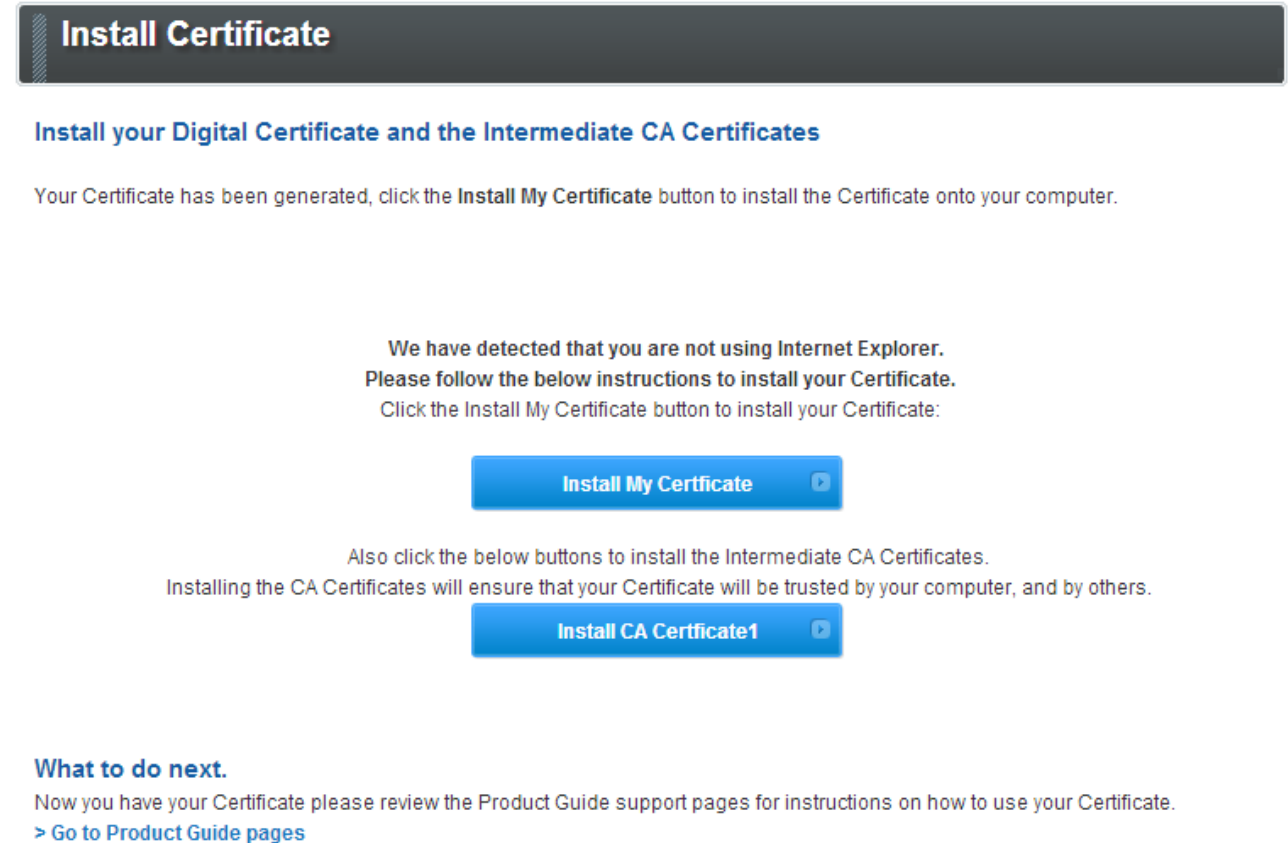 Install Certificate
Install your Digital Certificate and the Intermediate CA Certificates
Your Certificate has been generated, click the Install My Certificate button to install the Certificate onto your computer.
We have detected that you are not using Internet Explorer.
Please follow the below instructions to install your Certificate.
Click the Install My Certificate button to install your Certificate:
Install My Certficate
Also click the below buttons to install the Intermediate CA Certificates.
Installing the CA Certificates will ensure that your Certificate will be trusted by your computer, and by others.
Install CA Certficate1
What to do next.
Now you have your Certificate please review the Product Guide support pages for instructions on how to use your Certificate.
> Go to Product Guide pages